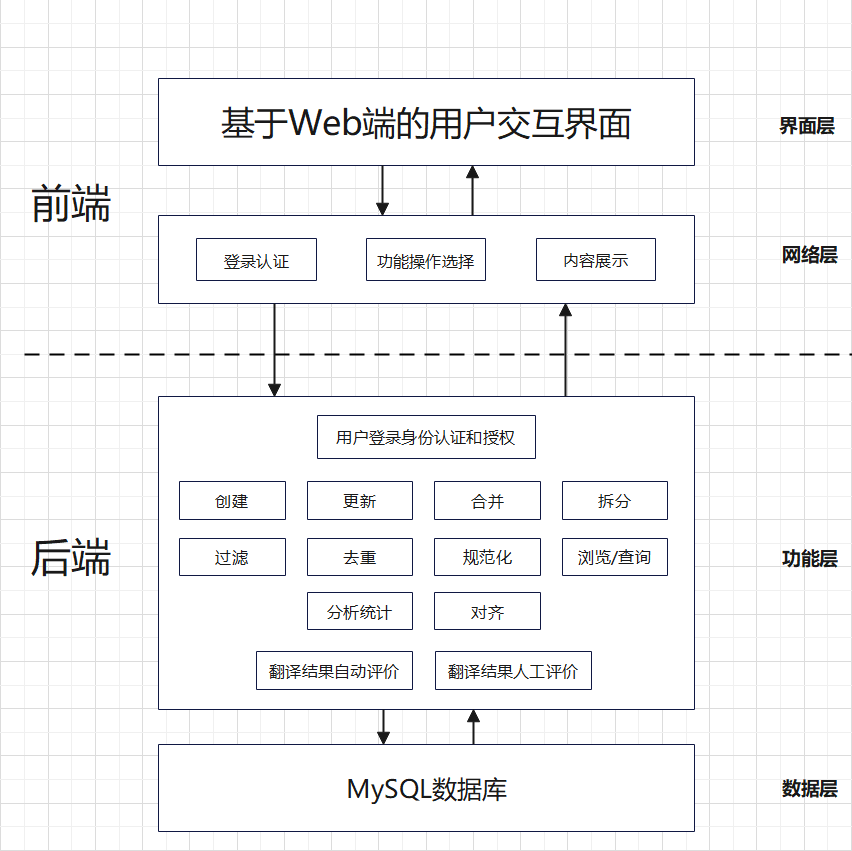 基于Web端的用户交互界面
界面层
前端
登录认证
功能操作选择
内容展示
网络层
用户登录身份认证和授权
创建
更新
合并
拆分
后端
过滤
去重
规范化
浏览/查询
功能层
分析统计
对齐
翻译结果自动评价
翻译结果人工评价
MySQL数据库
数据层